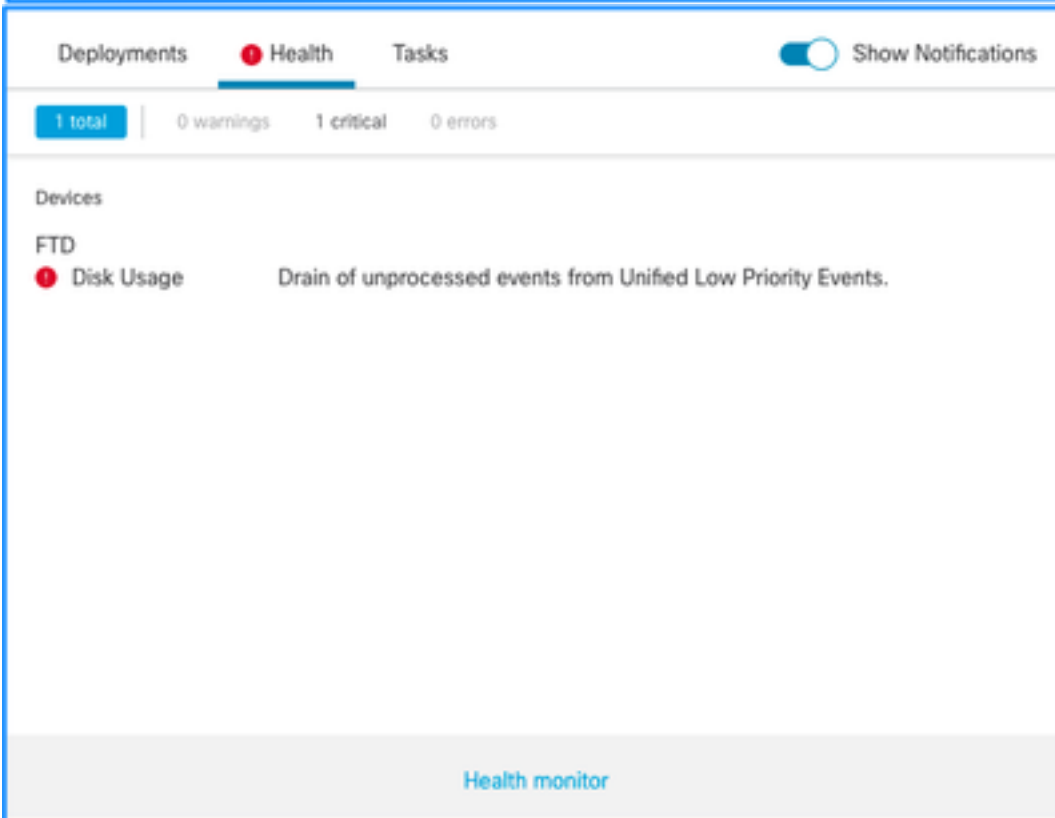 Deployments Health Tasks Show Notifications
1 total 0 warnings 1 critical 0 errors
Devices
FTD
Disk Usage Drain of unprocessed events from Unified Low Priority Events.
Health monitor